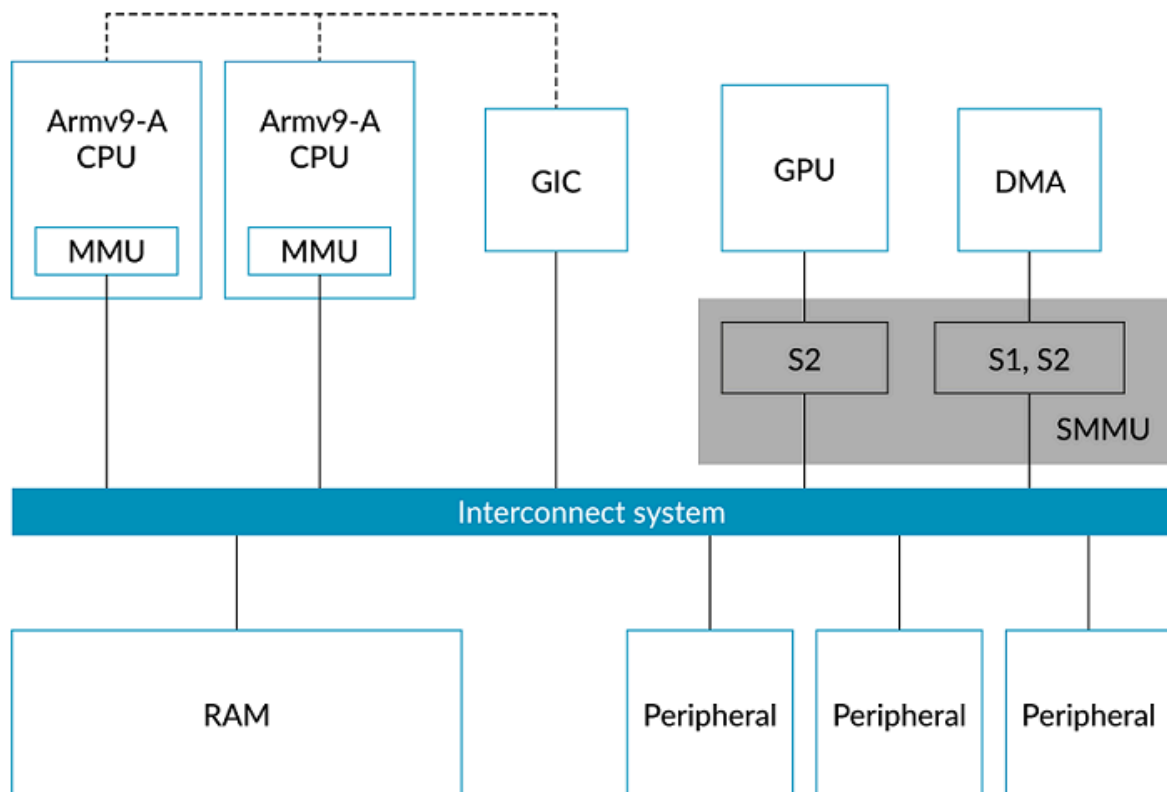 Armv9-A
CPU
MMU
Armv9-A
CPU
MMU
GIC
GPU
DMA
S2
S1, S2
SMMU
Interconnect system
RAM
Peripheral
Peripheral
Peripheral